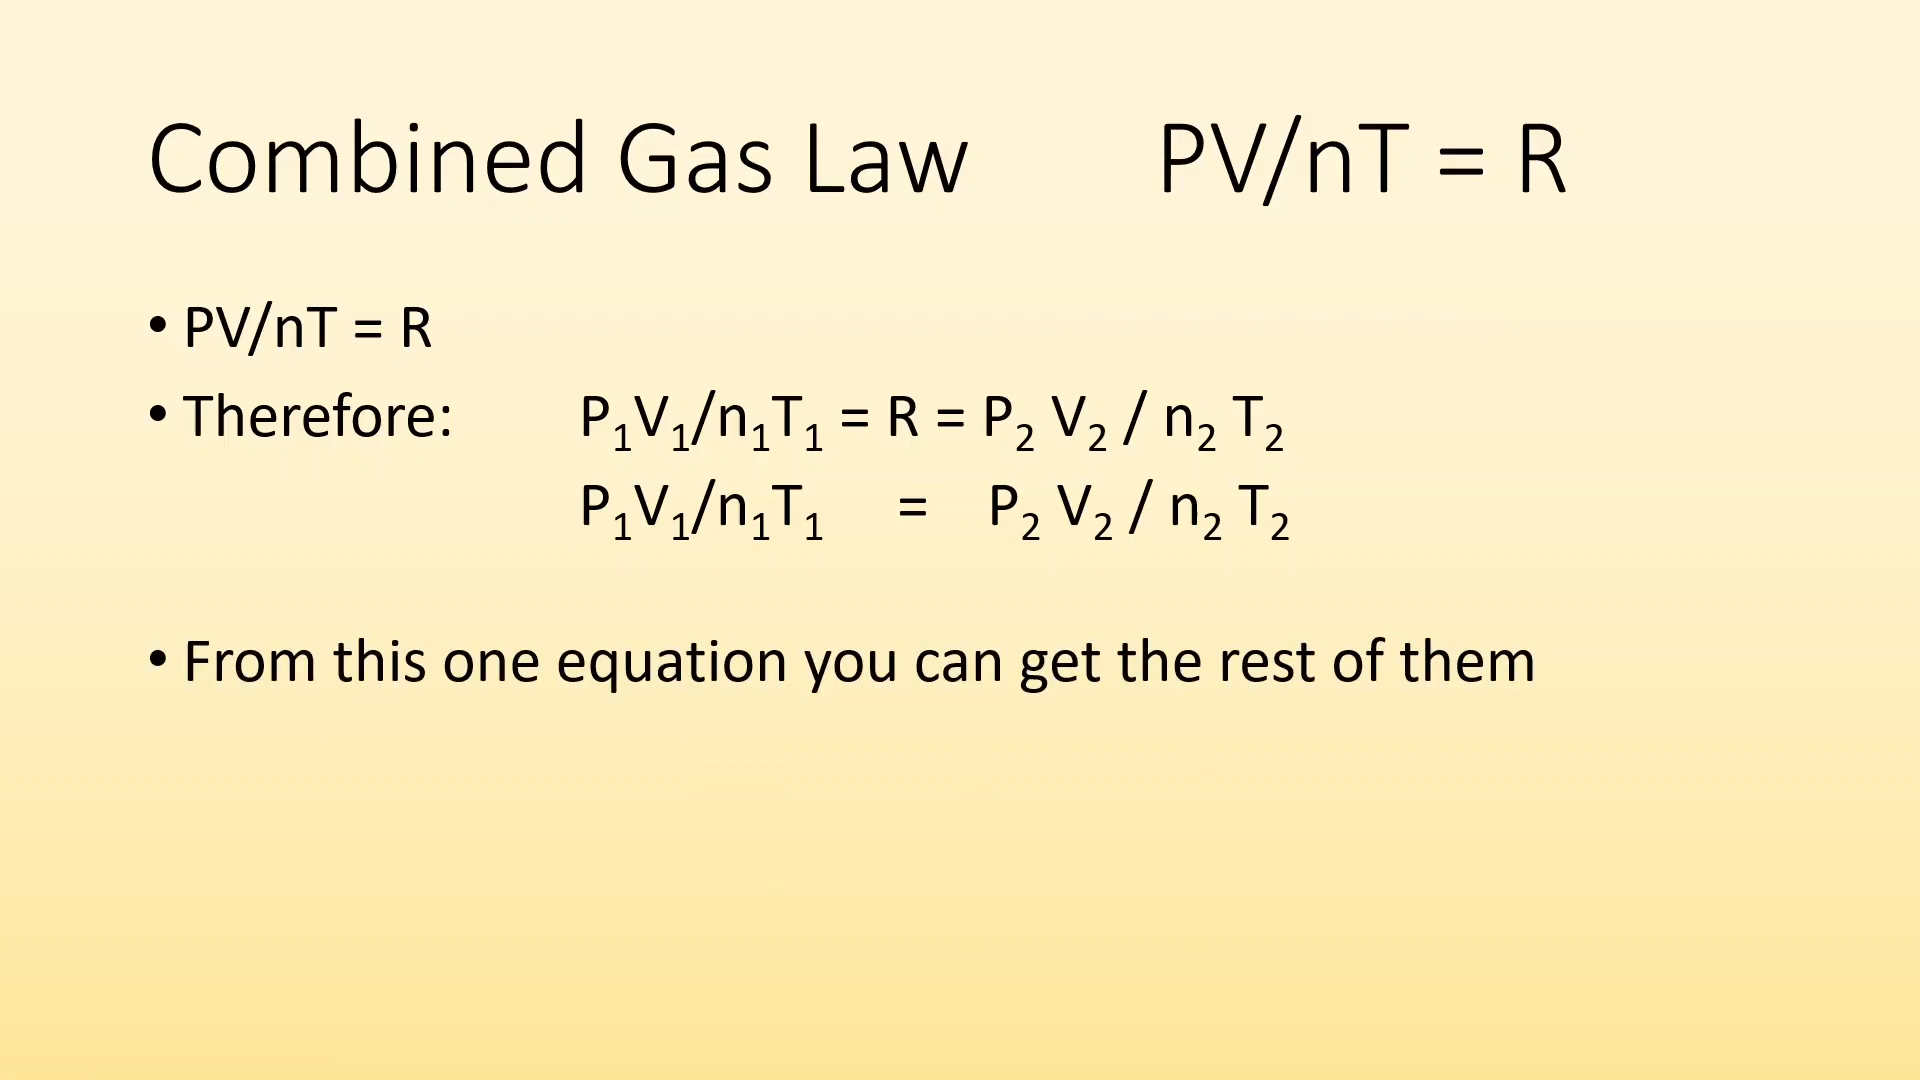 Combined Gas Law PV/nT = R
• PV/nT = R
• Therefore: P₁V₁/n₁T₁ = R = P₂ V₂ / n₂ T₂
P₁V₁/n₁T₁ = P₂ V₂ / n₂ T₂
• From this one equation you can get the rest of them